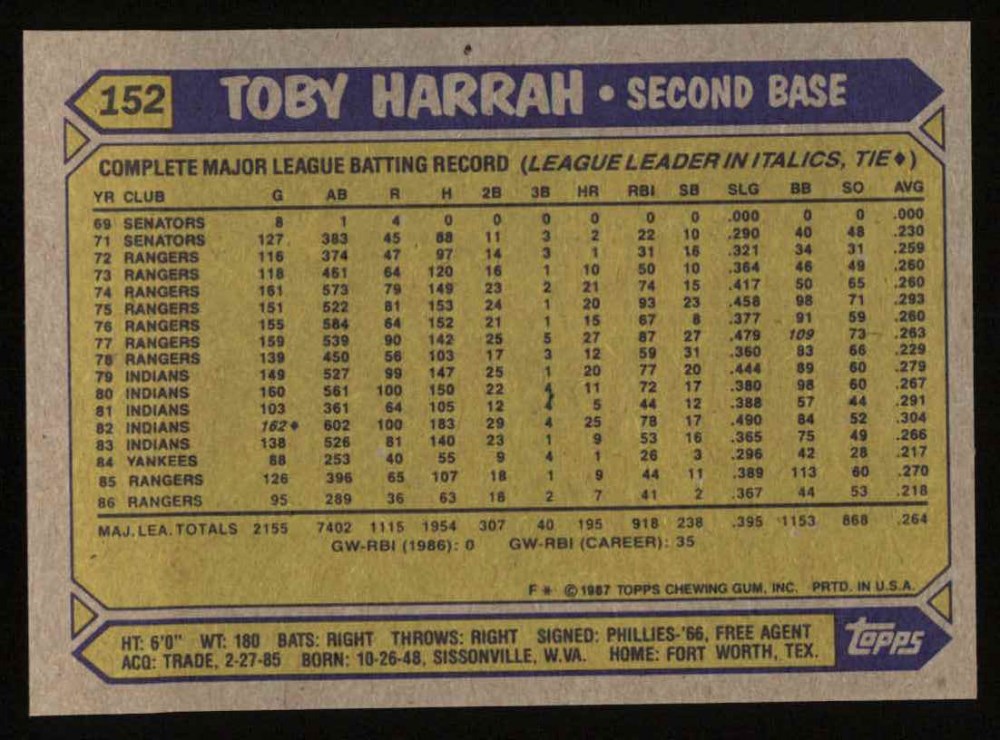 152 TOBY HARRAH • SECOND BASE
COMPLETE MAJOR LEAGUE BATTING RECORD (LEAGUE LEADER IN ITALICS, TIE♦)
YR CLUB G AB R H 2B 3B HR RBI SB SLG BB SO AVG
69 SENATORS 8 1 4 0 0 0 0 0 0 .000 0 0 .000
71 SENATORS 127 383 45 88 11 3 2 22 10 .290 40 48 .230
72 RANGERS 116 374 47 97 14 3 1 31 16 .321 34 31 .259
73 RANGERS 118 461 64 120 16 1 10 50 10 .364 46 49 .260
74 RANGERS 161 573 79 149 23 2 21 74 15 .417 50 65 .260
75 RANGERS 151 522 81 153 24 1 20 93 23 .458 98 71 .293
76 RANGERS 155 584 64 152 21 1 15 67 8 .377 91 59 .260
77 RANGERS 159 539 90 142 25 5 27 87 27 .479 109 73 .263
78 RANGERS 139 450 56 103 17 3 12 59 31 .360 83 66 .229
79 INDIANS 149 527 99 147 25 1 20 77 20 .444 89 60 .279
80 INDIANS 160 561 100 150 22 4 11 72 17 .380 98 60 .267
81 INDIANS 103 361 64 105 12 4 5 44 12 .388 57 44 .291
82 INDIANS 162♦ 602 100 183 29 4 25 78 17 .490 84 52 .304
83 INDIANS 138 526 81 140 23 1 9 53 16 .365 75 49 .266
84 YANKEES 88 253 40 55 9 4 1 26 3 .296 42 28 .217
85 RANGERS 126 396 65 107 18 1 9 44 11 .389 113 60 .270
86 RANGERS 95 289 36 63 18 2 7 41 2 .367 44 53 .218
MAJ. LEA. TOTALS 2155 7402 1115 1954 307 40 195 918 238 .395 1153 868 .264
GW-RBI (1986): 0 GW-RBI (CAREER): 35
F * © 1987 TOPPS CHEWING GUM, INC. PRTD. IN U.S.A.
HT: 6'0" WT: 180 BATS: RIGHT THROWS: RIGHT SIGNED: PHILLIES-'66, FREE AGENT
ACQ: TRADE, 2-27-85 BORN: 10-26-48, SISSONVILLE, W.VA. HOME: FORT WORTH, TEX.
topps